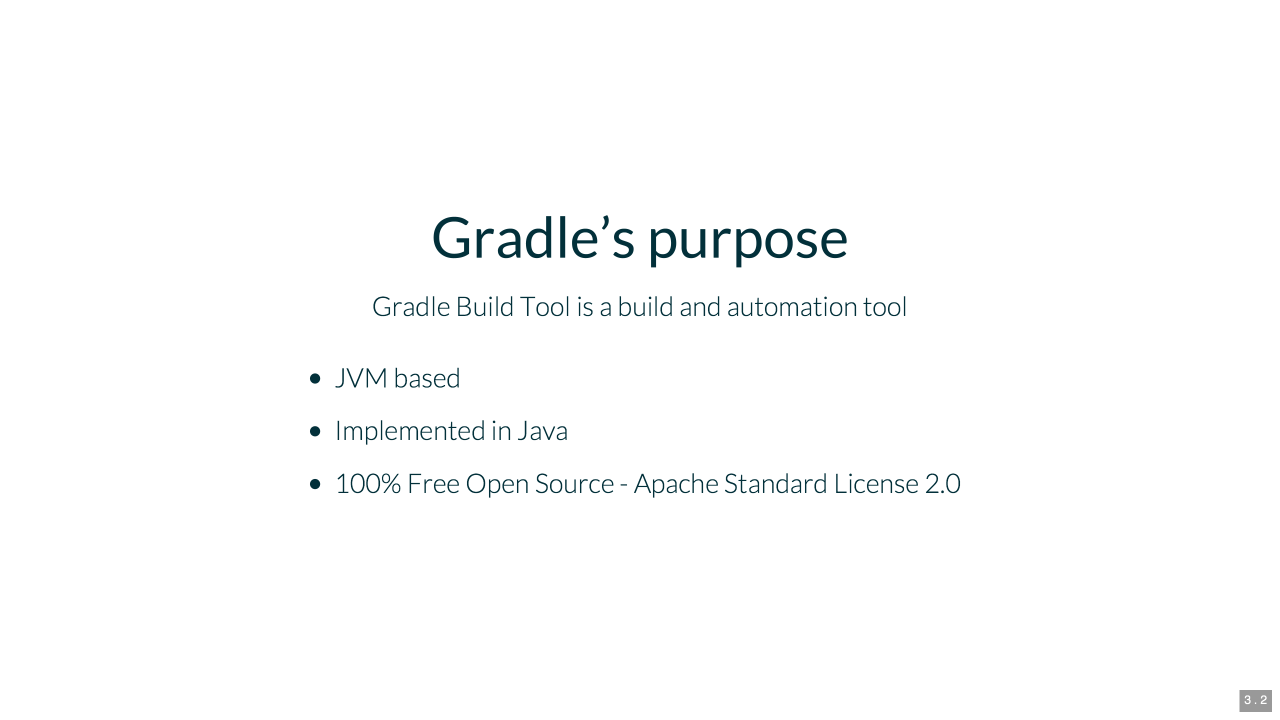 Gradle’s purpose
Gradle Build Tool is a build and automation tool
• JVM based
• Implemented in Java
• 100% Free Open Source - Apache Standard License 2.0
3.2